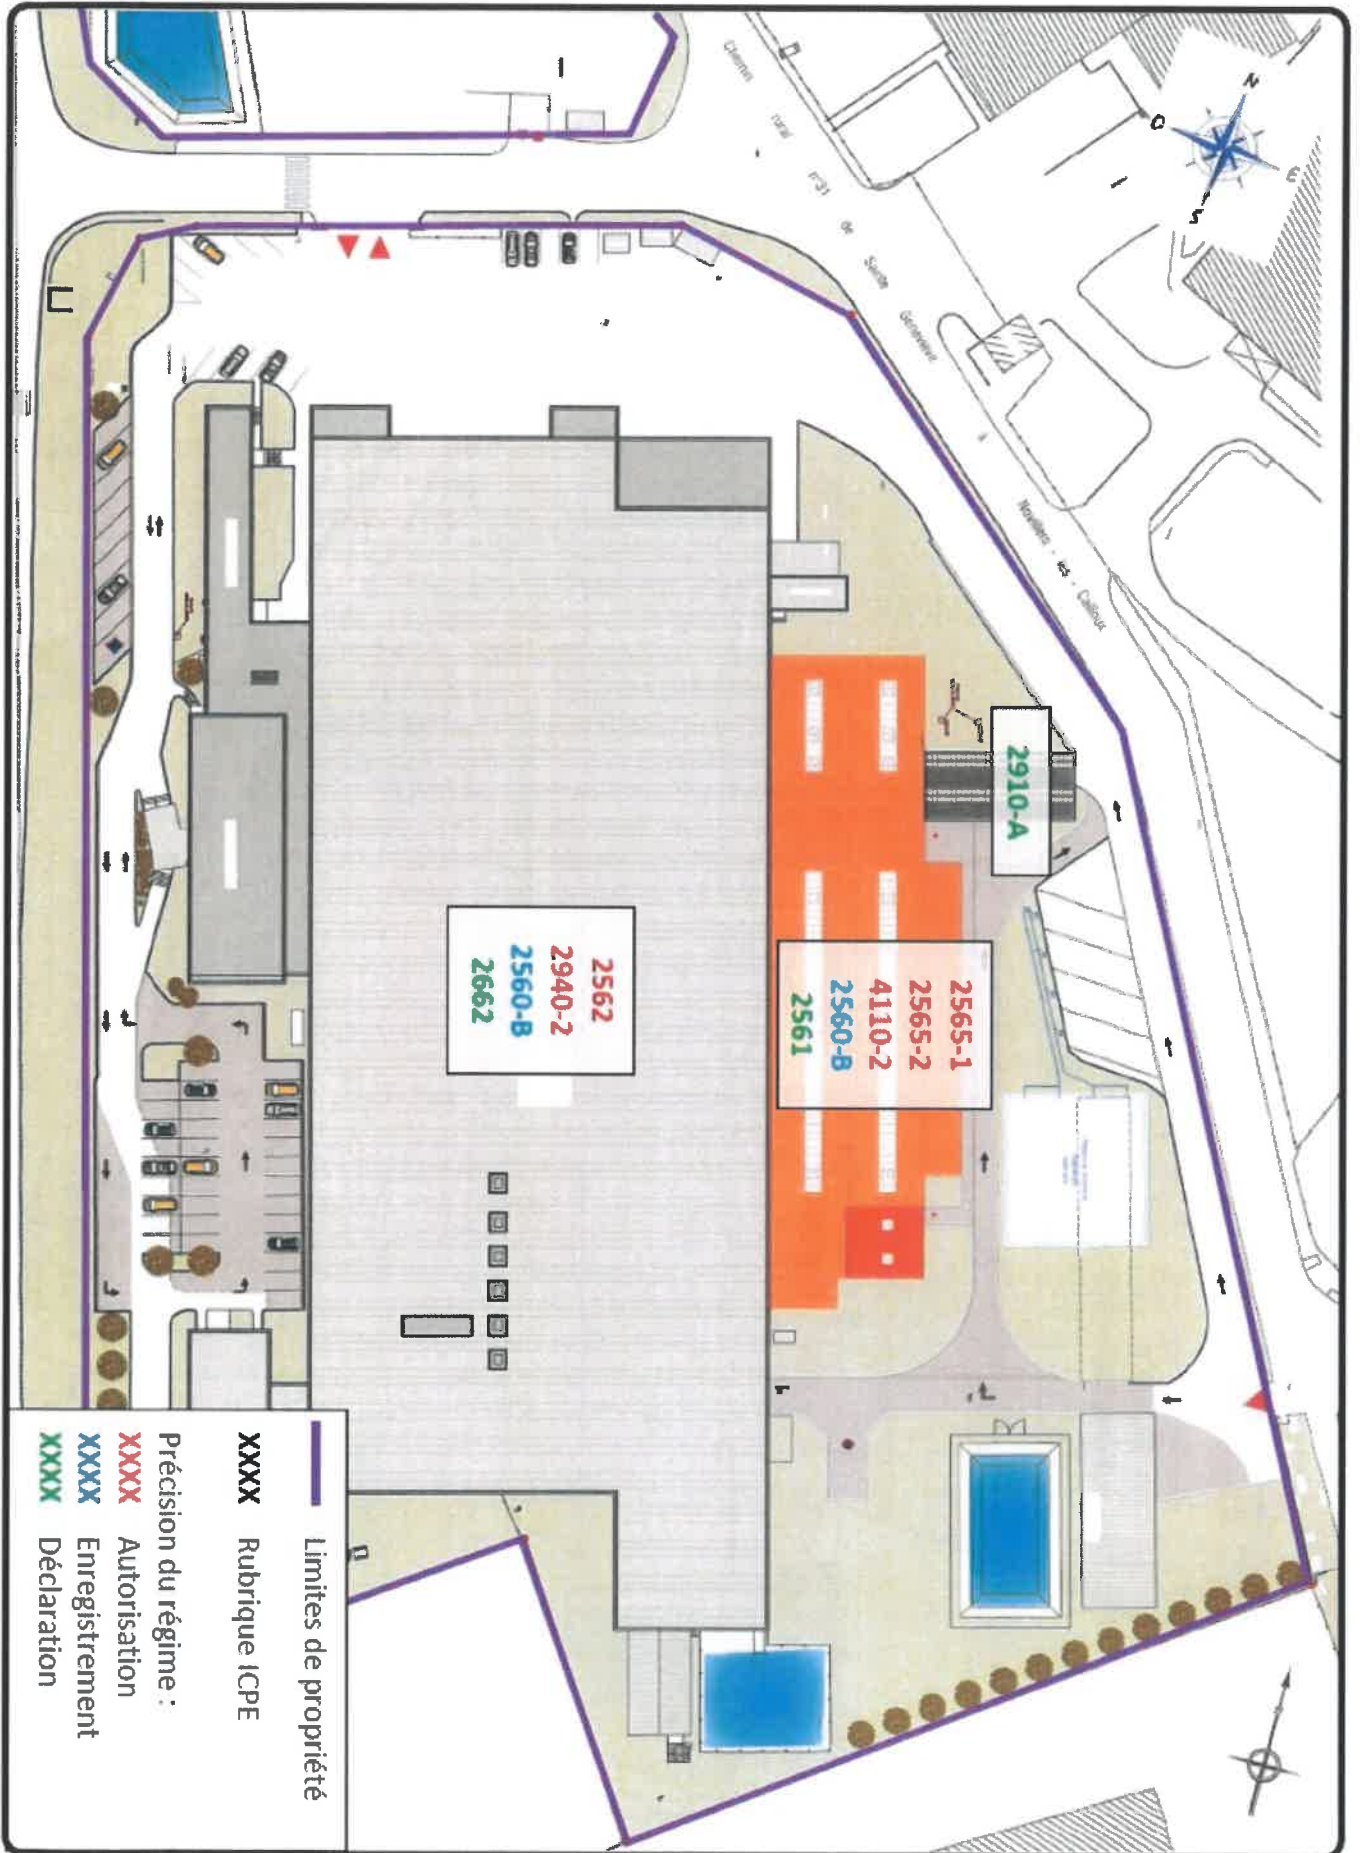 N
O
E
S
Chemin rural n°31 de Sainte Geneviève à Novillers - les - Cailloux
2910-A
2565-1
2565-2
4110-2
2560-B
2561
2562
2940-2
2560-B
2662
Limites de propriété
XXXX Rubrique ICPE
Précision du régime :
XXXX Autorisation
XXXX Enregistrement
XXXX Déclaration